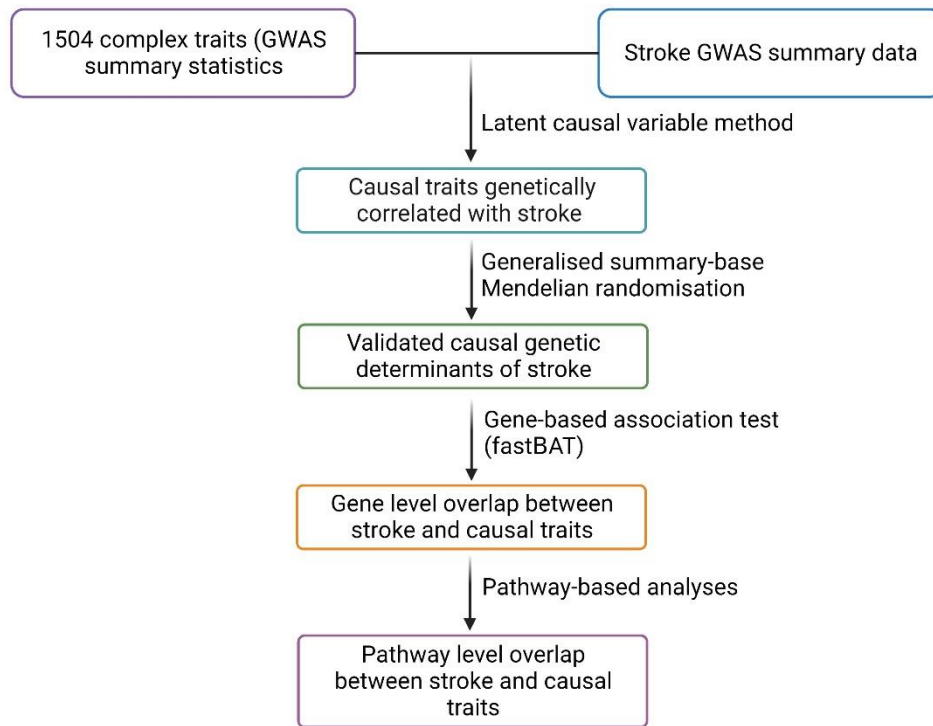 1504 complex traits (GWAS
summary statistics
Stroke GWAS summary data
Latent causal variable method
Causal traits genetically
correlated with stroke
Generalised summary-base
Mendelian randomisation
Validated causal genetic
determinants of stroke
Gene-based association test
(fastBAT)
Gene level overlap between
stroke and causal traits
Pathway-based analyses
Pathway level overlap
between stroke and causal
traits